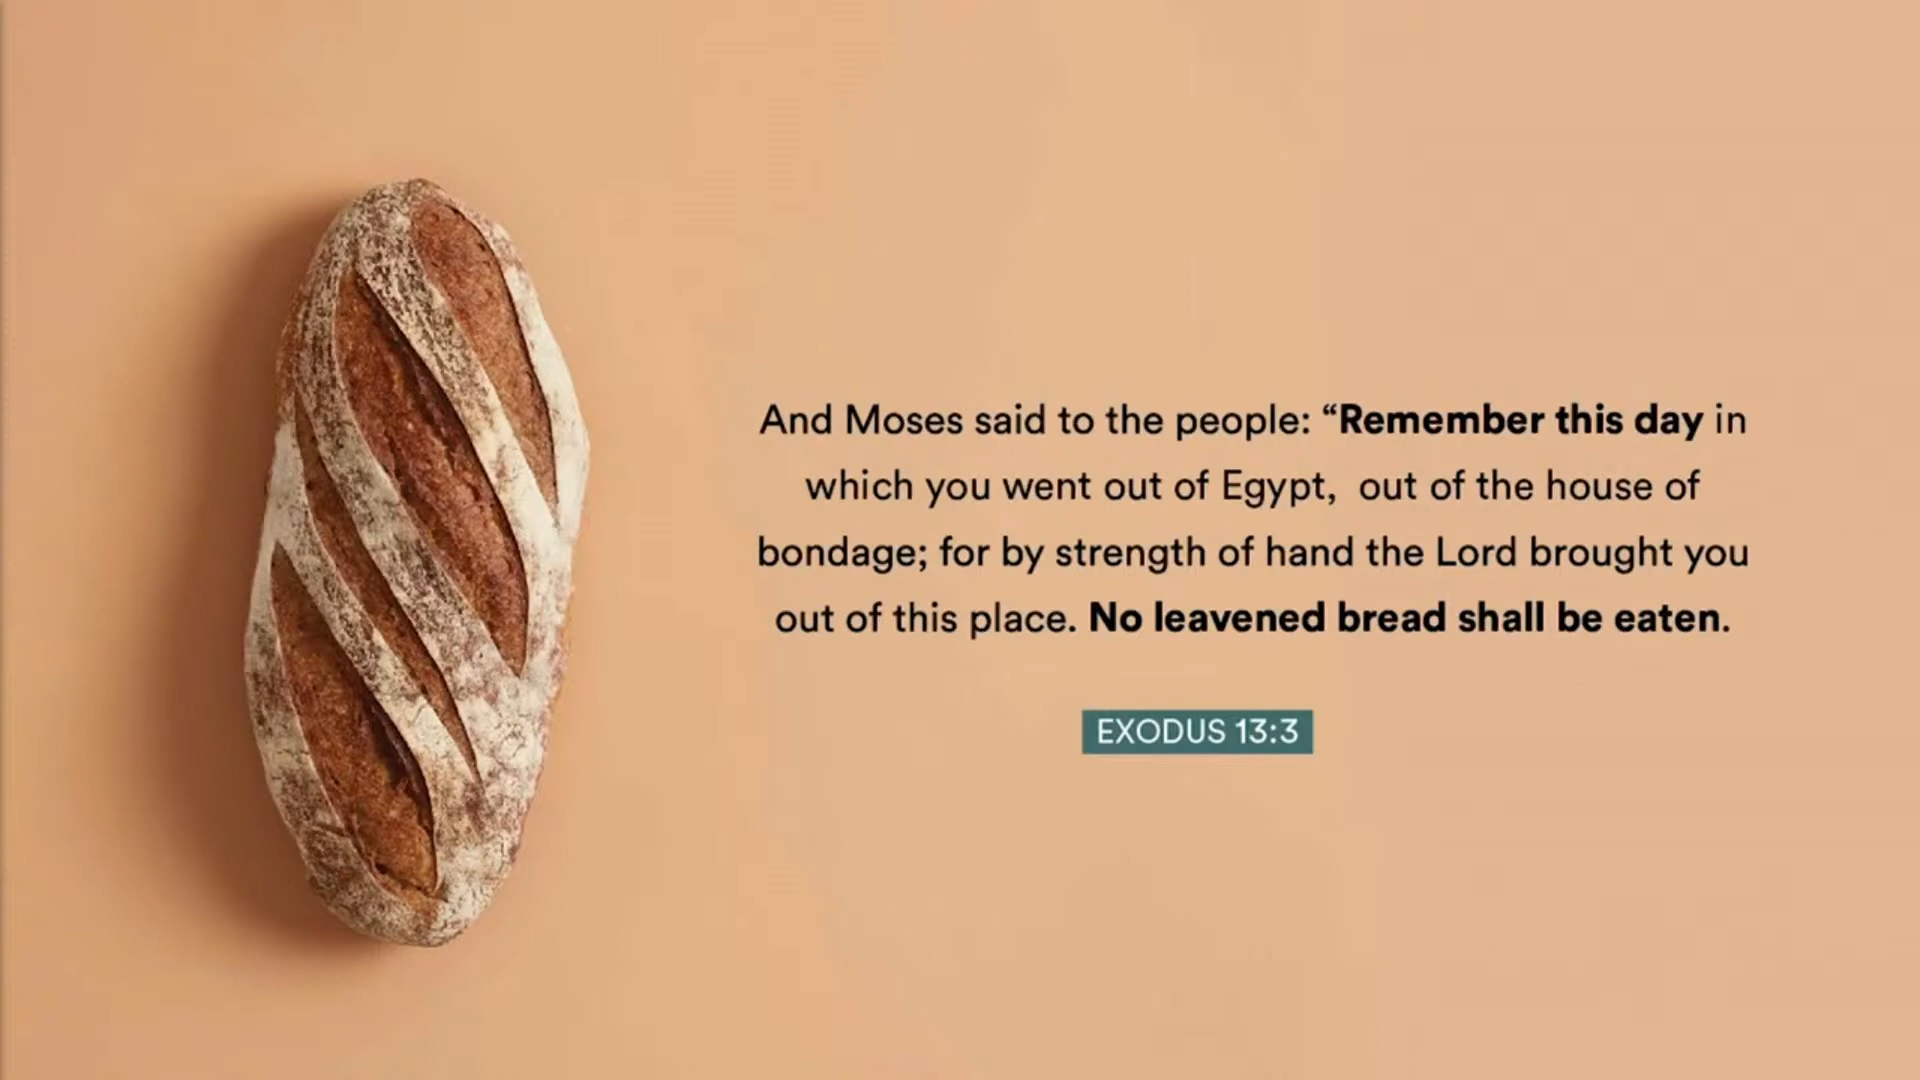 And Moses said to the people: “Remember this day in
which you went out of Egypt,  out of the house of
bondage; for by strength of hand the Lord brought you
out of this place. No leavened bread shall be eaten.
EXODUS 13:3